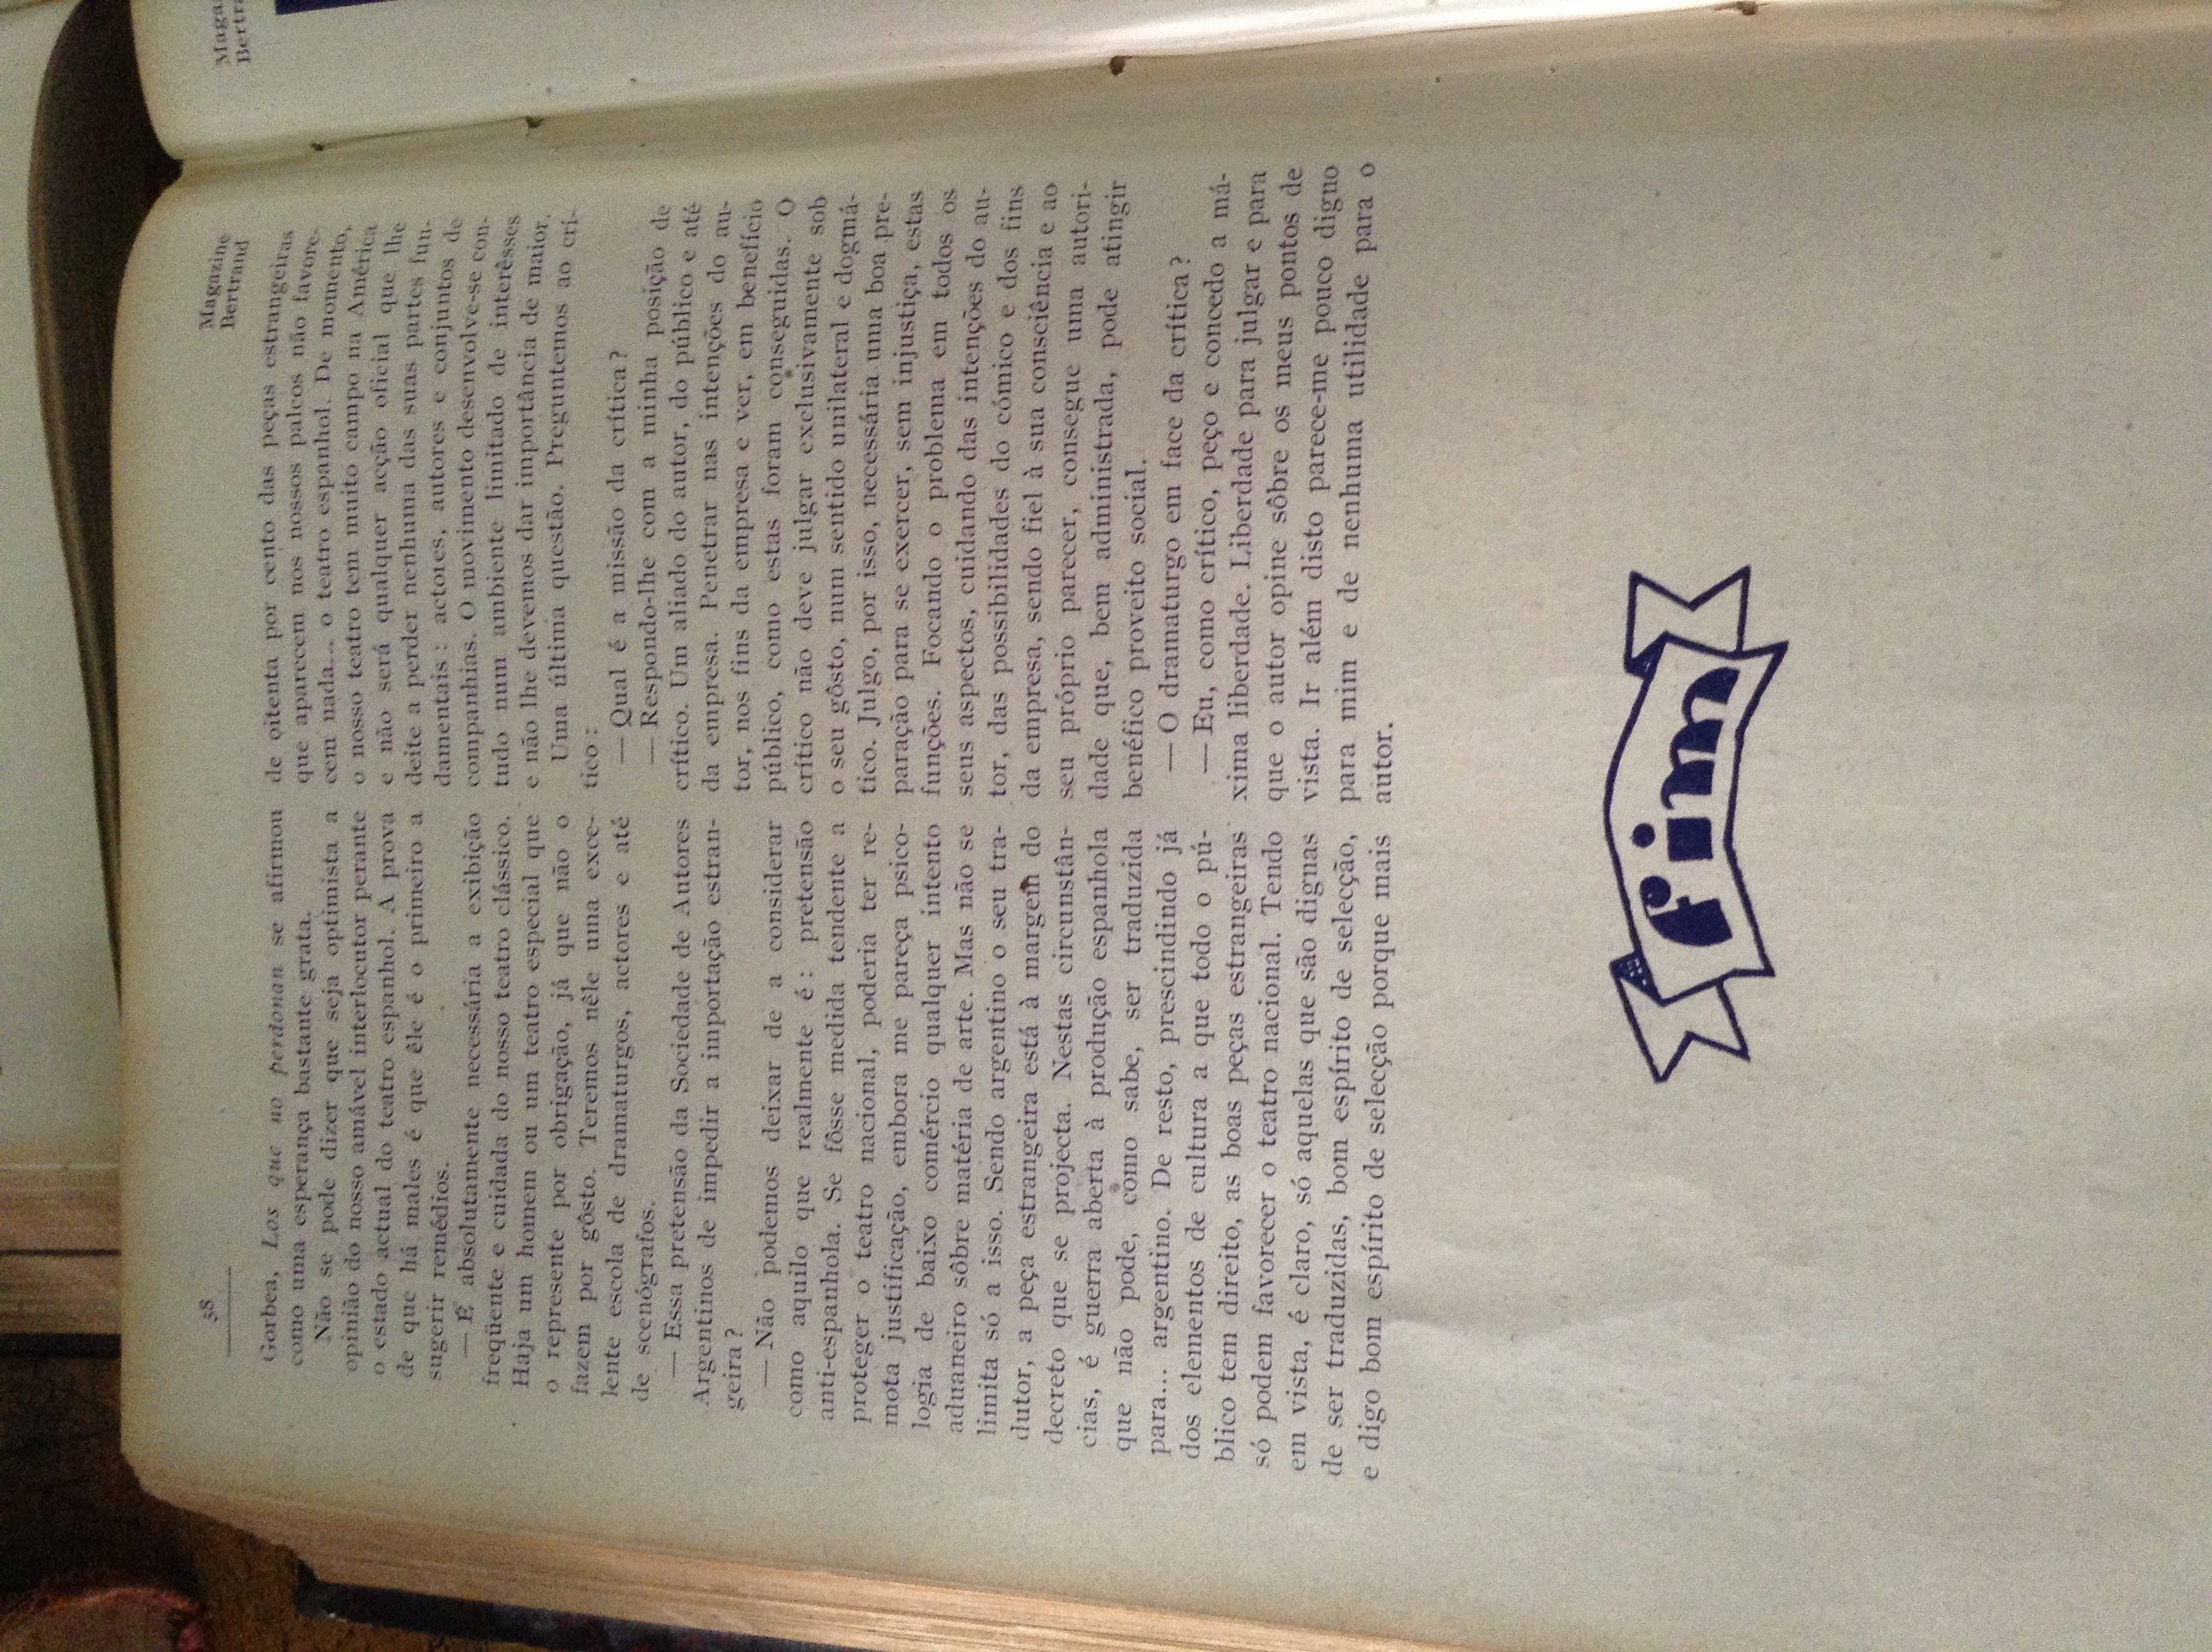 58
Magazine
Bertrand
Gorbea, Los que no perdonan se afirmou
como uma esperança bastante grata.
Não se pode dizer que seja optimista a
opinião do nosso amável interlocutor perante
o estado actual do teatro espanhol. A prova
de que há males é que êle é o primeiro a
sugerir remédios.
— É absolutamente necessária a exibição
freqüente e cuidada do nosso teatro clássico.
Haja um homem ou um teatro especial que
o represente por obrigação, já que não o
fazem por gôsto. Teremos nêle uma exce-
lente escola de dramaturgos, actores e até
de scenógrafos.
— Essa pretensão da Sociedade de Autores
Argentinos de impedir a importação estran-
geira ?
— Não podemos deixar de a considerar
como aquilo que realmente é : pretensão
anti-espanhola. Se fôsse medida tendente a
proteger o teatro nacional, poderia ter re-
mota justificação, embora me pareça psico-
logia de baixo comércio qualquer intento
aduaneiro sôbre matéria de arte. Mas não se
limita só a isso. Sendo argentino o seu tra-
dutor, a peça estrangeira está à margem do
decreto que se projecta. Nestas circunstân-
cias, é guerra aberta à produção espanhola
que não pode, como sabe, ser traduzida
para... argentino. De resto, prescindindo já
dos elementos de cultura a que todo o pú-
blico tem direito, as boas peças estrangeiras
só podem favorecer o teatro nacional. Tendo
em vista, é claro, só aquelas que são dignas
de ser traduzidas, bom espírito de selecção,
e digo bom espírito de selecção porque mais
de oitenta por cento das peças estrangeiras
que aparecem nos nossos palcos não favore-
cem nada... o teatro espanhol. De momento,
o nosso teatro tem muito campo na América
e não será qualquer acção oficial que lhe
deite a perder nenhuma das suas partes fun-
damentais : actores, autores e conjuntos de
companhias. O movimento desenvolve-se con-
tudo num ambiente limitado de interêsses
e não lhe devemos dar importância de maior.
Uma última questão. Preguntemos ao crí-
tico :
— Qual é a missão da crítica ?
— Respondo-lhe com a minha posição de
crítico. Um aliado do autor, do público e até
da empresa. Penetrar nas intenções do au-
tor, nos fins da empresa e ver, em benefício
público, como estas foram conseguidas. O
crítico não deve julgar exclusivamente sob
o seu gôsto, num sentido unilateral e dogmá-
tico. Julgo, por isso, necessária uma boa pre-
paração para se exercer, sem injustiça, estas
funções. Focando o problema em todos os
seus aspectos, cuidando das intenções do au-
tor, das possibilidades do cómico e dos fins
da empresa, sendo fiel à sua consciência e ao
seu próprio parecer, consegue uma autori-
dade que, bem administrada, pode atingir
benéfico proveito social.
— O dramaturgo em face da crítica ?
— Eu, como crítico, peço e concedo a má-
xima liberdade. Liberdade para julgar e para
que o autor opine sôbre os meus pontos de
vista. Ir além disto parece-me pouco digno
para mim e de nenhuma utilidade para o
autor.
fim